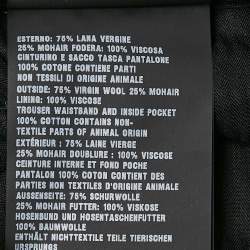 ESTERNO: 75% LANA VERGINE
25% MOHAIR FODERA: 100% VISCOSA
CINTURINO E SACCO TASCA PANTALONE
100% COTONE CONTIENE PARTI
NON TESSILI DI ORIGINE ANIMALE
OUTSIDE: 75% VIRGIN WOOL 25% MOHAIR
LINING: 100% VISCOSE
TROUSER WAISTBAND AND INSIDE POCKET
100% COTTON CONTAINS NON-
TEXTILE PARTS OF ANIMAL ORIGIN
EXTÉRIEUR : 75% LAINE VIERGE
25% MOHAIR DOUBLURE : 100% VISCOSE
CEINTURE INTERNE ET FOND POCHE
PANTALON 100% COTON CONTIENT DES
PARTIES NON TEXTILES D'ORIGINE ANIMALE
AUSSENSEITE: 75% SCHURWOLLE
25% MOHAIR FUTTER: 100% VISKOSE
HOSENBUND UND HOSENTASCHENFUTTER
100% BAUMWOLLE
ENTHÄLT NICHTTEXTILE TEILE TIERISCHEN
URSPRUNGS